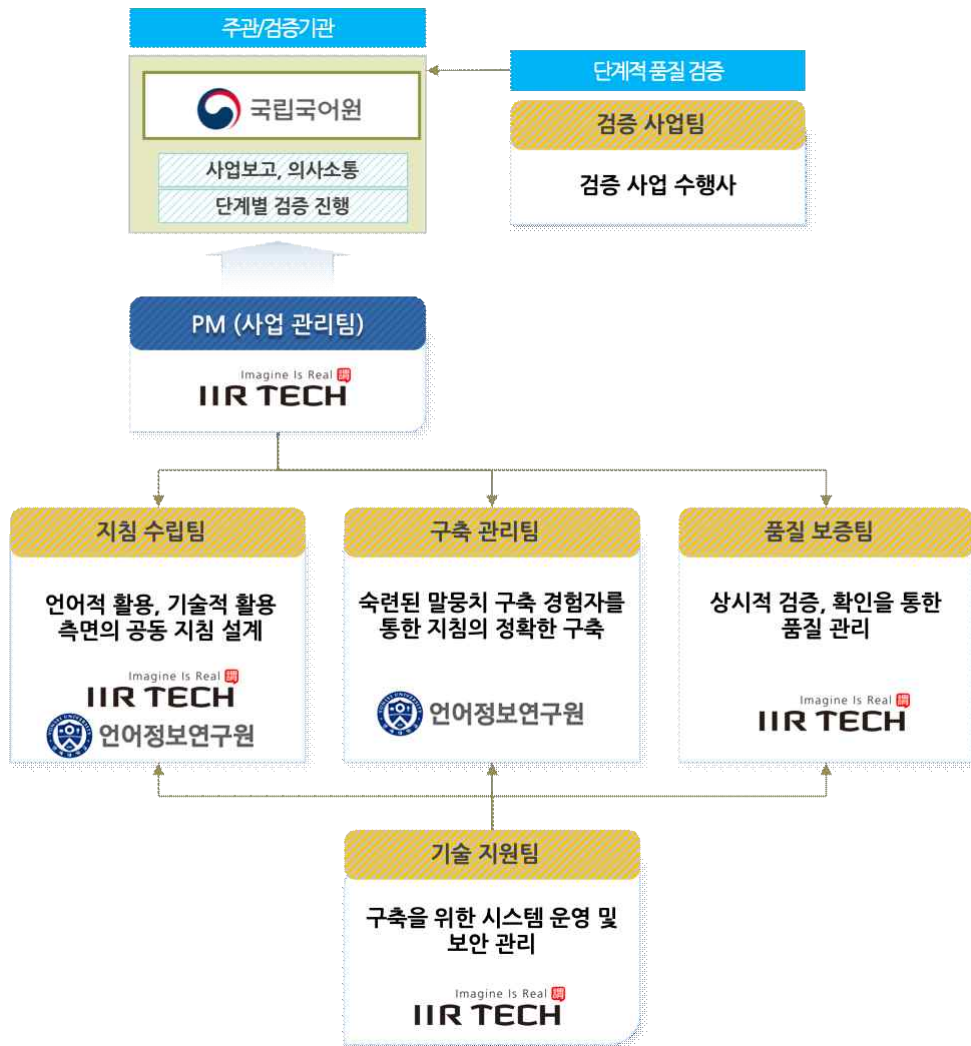 주관/검증기관
국립국어원
사업보고, 의사소통
단계별 검증 진행
단계적 품질 검증
검증 사업팀
검증 사업 수행사
PM (사업 관리팀)
Imagine Is Real
IIR TECH
지침 수립팀
언어적 활용, 기술적 활용
측면의 공동 지침 설계
Imagine Is Real
IIR TECH
언어정보연구원
구축 관리팀
숙련된 말뭉치 구축 경험자를
통한 지침의 정확한 구축
언어정보연구원
품질 보증팀
상시적 검증, 확인을 통한
품질 관리
Imagine Is Real
IIR TECH
기술 지원팀
구축을 위한 시스템 운영 및
보안 관리
Imagine Is Real
IIR TECH